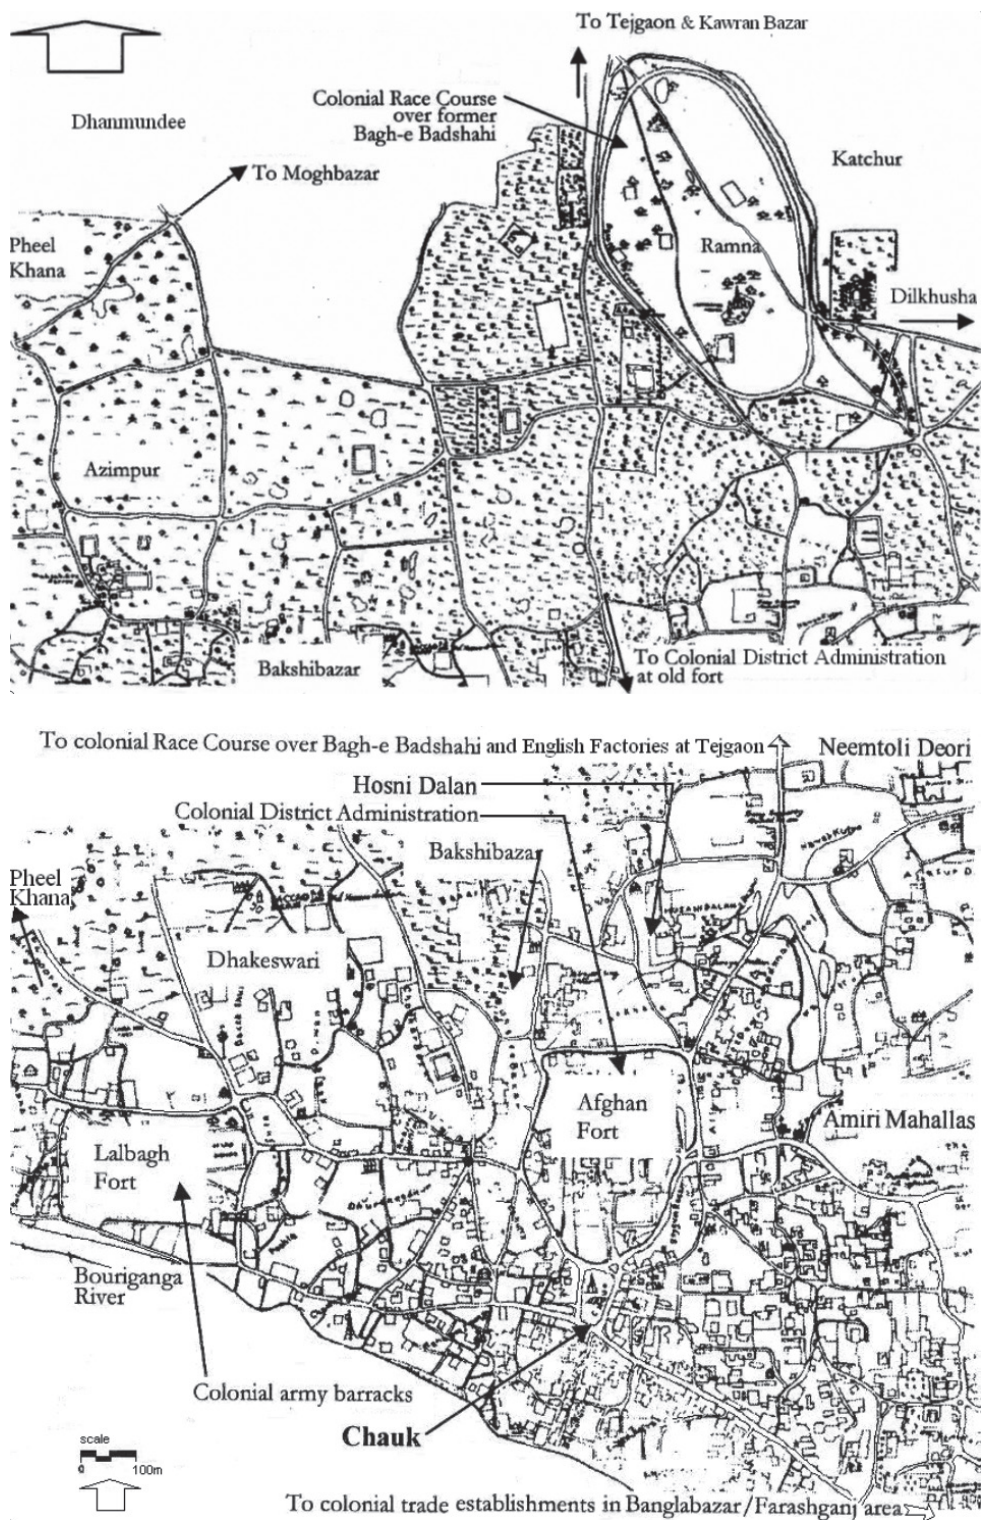 To Tejgaon & Kawran Bazar
Colonial Race Course
over former
Bagh-e Badshahi
Dhanmundee
Katchur
To Moghbazar
Pheel
Khana
Ramna
Dilkhusha
Azimpur
Bakshibazar
To Colonial District Administration
at old fort
To colonial Race Course over Bagh-e Badshahi and English Factories at Tejgaon
Neemtoli Deori
Hosni Dalan
Colonial District Administration
Bakshibazar
Pheel
Khana
Dhakeswari
Afghan
Fort
Amiri Mahallas
Lalbagh
Fort
Bouriganga
River
Colonial army barracks
Chauk
scale
0 100m
To colonial trade establishments in Banglabazar/Farashganj area